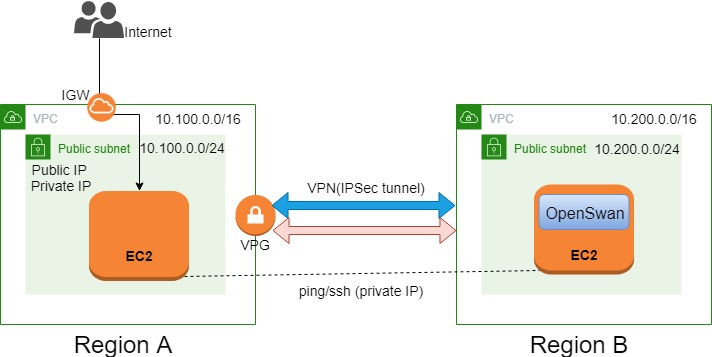 Internet
IGW
VPC 10.100.0.0/16
Public subnet 10.100.0.0/24
Public IP
Private IP
EC2
VPG
VPN(IPSec tunnel)
ping/ssh (private IP)
Region A
VPC 10.200.0.0/16
Public subnet 10.200.0.0/24
OpenSwan
EC2
Region B